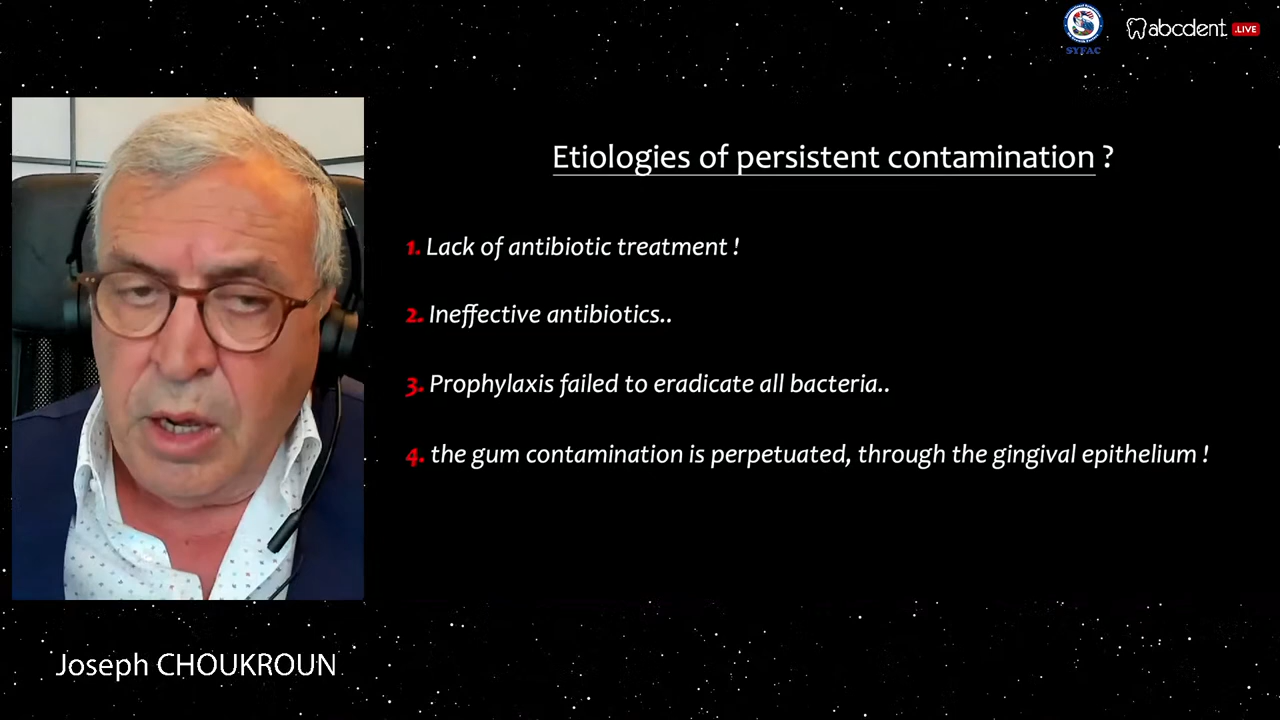 SYFAC
abcdent .LIVE
Etiologies of persistent contamination ?
1. Lack of antibiotic treatment !
2. Ineffective antibiotics..
3. Prophylaxis failed to eradicate all bacteria..
4. the gum contamination is perpetuated, through the gingival epithelium !
Joseph CHOUKROUN